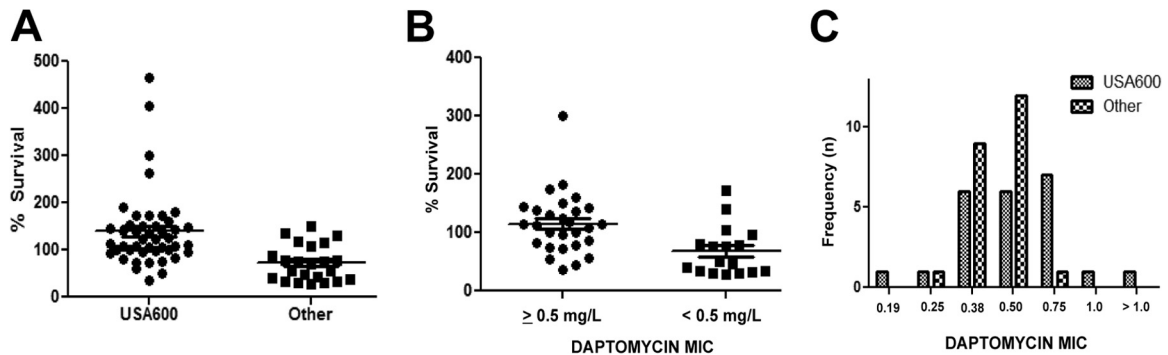 A
% Survival
500
400
300
200
100
0
USA600
Other
B
% Survival
400
300
200
100
0
≥ 0.5 mg/L
< 0.5 mg/L
DAPTOMYCIN MIC
C
USA600
Other
Frequency (n)
10
5
0
0.19
0.25
0.38
0.50
0.75
1.0
> 1.0
DAPTOMYCIN MIC